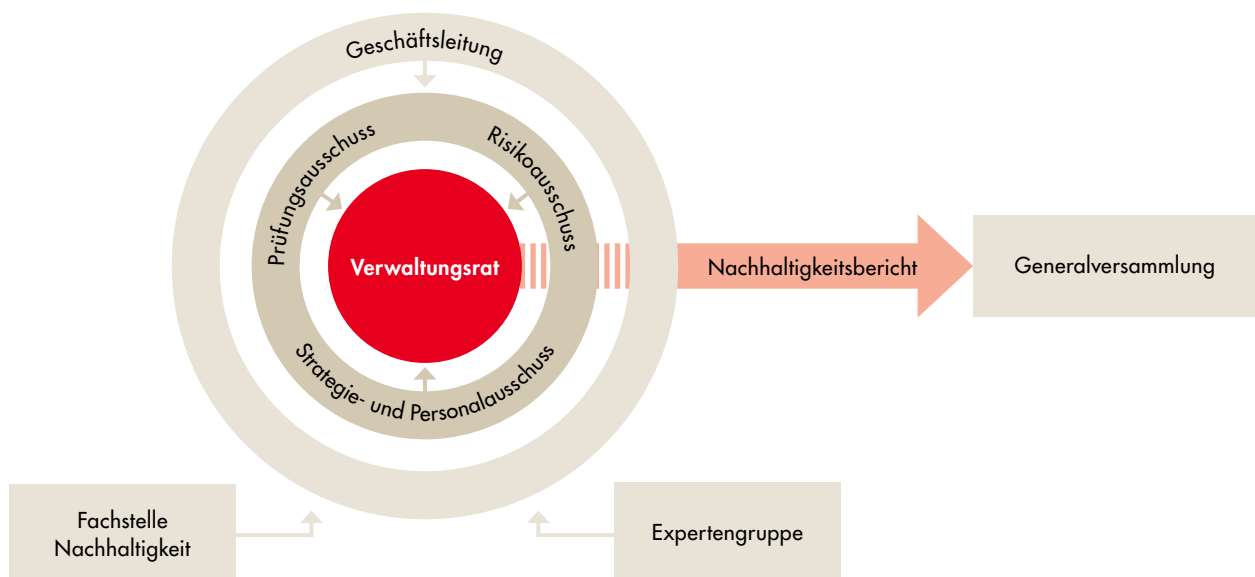 Geschäftsleitung
Prüfungsausschuss
Risikoausschuss
Verwaltungsrat
Strategie- und Personalausschuss
Nachhaltigkeitsbericht
Generalversammlung
Fachstelle
Nachhaltigkeit
Expertengruppe